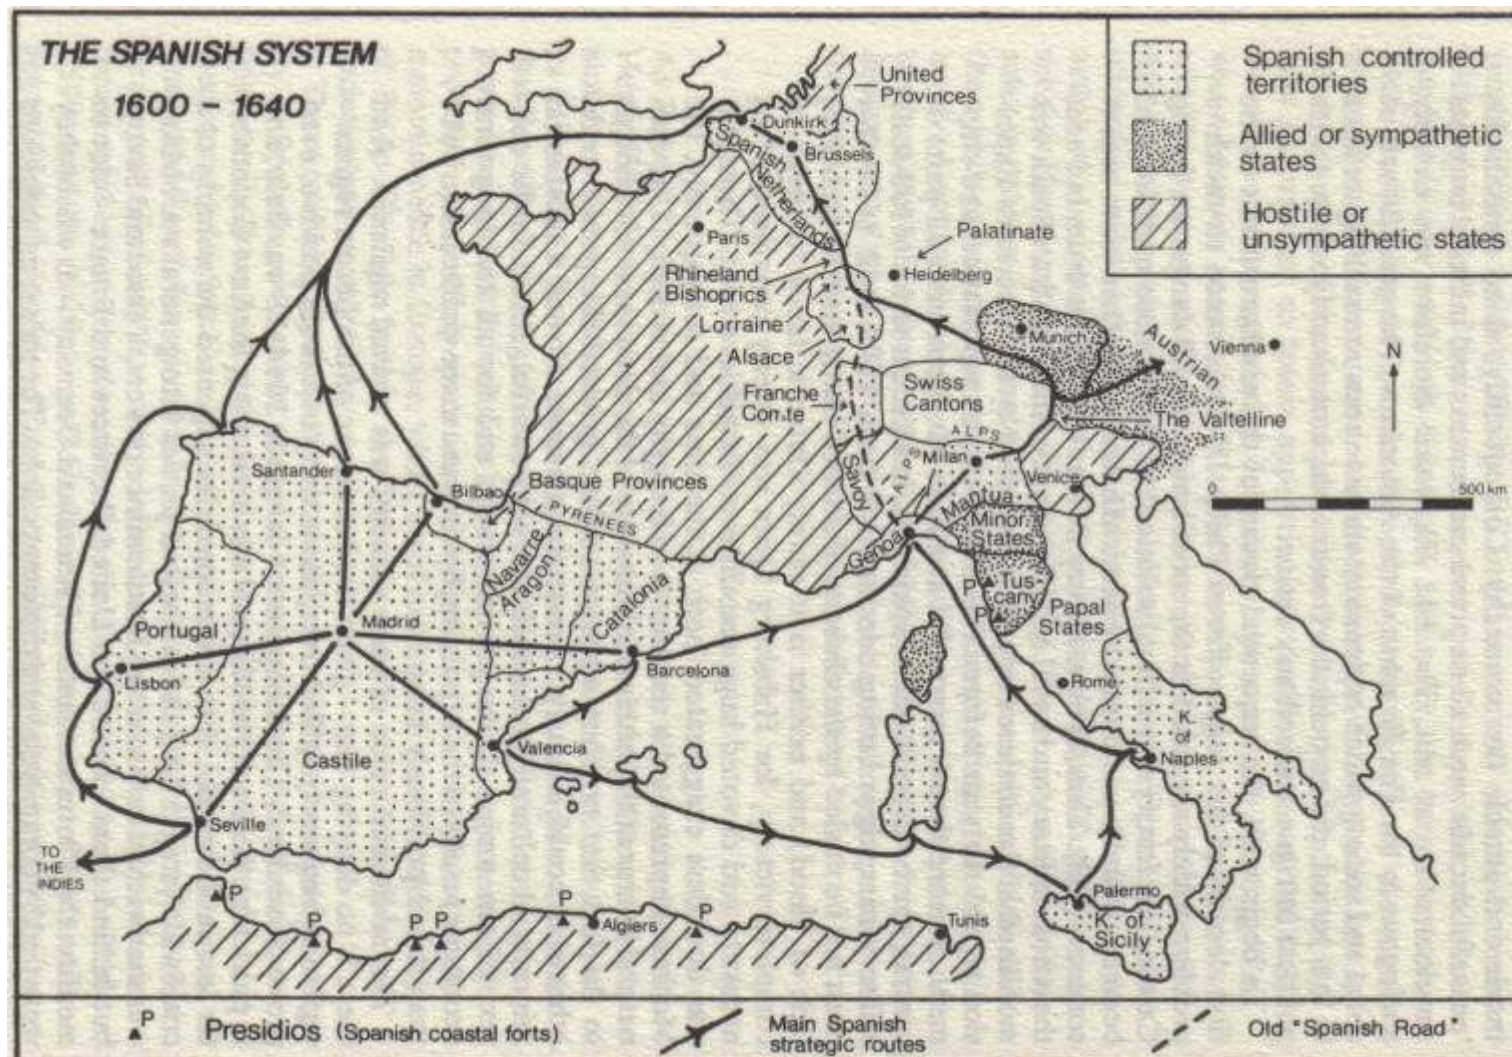 THE SPANISH SYSTEM
1600 - 1640
Spanish controlled
territories
Allied or sympathetic
states
Hostile or
unsympathetic states
United
Provinces
Dunkirk
Brussels
Spanish
Netherlands
Paris
Palatinate
Heidelberg
Rhineland
Bishoprics
Lorraine
Alsace
Munich
Austrian
Vienna
N
Franche
Comte
Swiss
Cantons
The Valtelline
ALPS
ALPS
Milan
Savoy
Venice
0
500 km
Santander
Bilbao
Basque Provinces
PYRENEES
Mantua
Minor
States
Genoa
Navarre
Aragon
Catalonia
P
Tus-
cany
P
Papal
States
Portugal
Madrid
Lisbon
Barcelona
Rome
K.
of
Naples
Valencia
Castile
Seville
TO
THE
INDIES
P
P
P
P
P
Algiers
P
Tunis
Palermo
K. of
Sicily
P
Presidios (Spanish coastal forts)
Main Spanish
strategic routes
Old "Spanish Road"